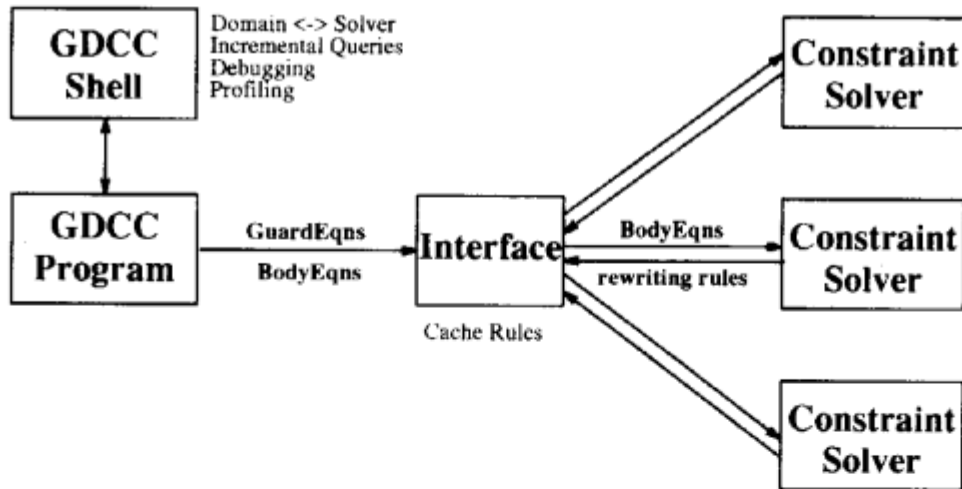 GDCC
Shell
Domain <-> Solver
Incremental Queries
Debugging
Profiling
Constraint
Solver
GDCC
Program
GuardEqns
BodyEqns
Interface
Cache Rules
BodyEqns
rewriting rules
Constraint
Solver
Constraint
Solver